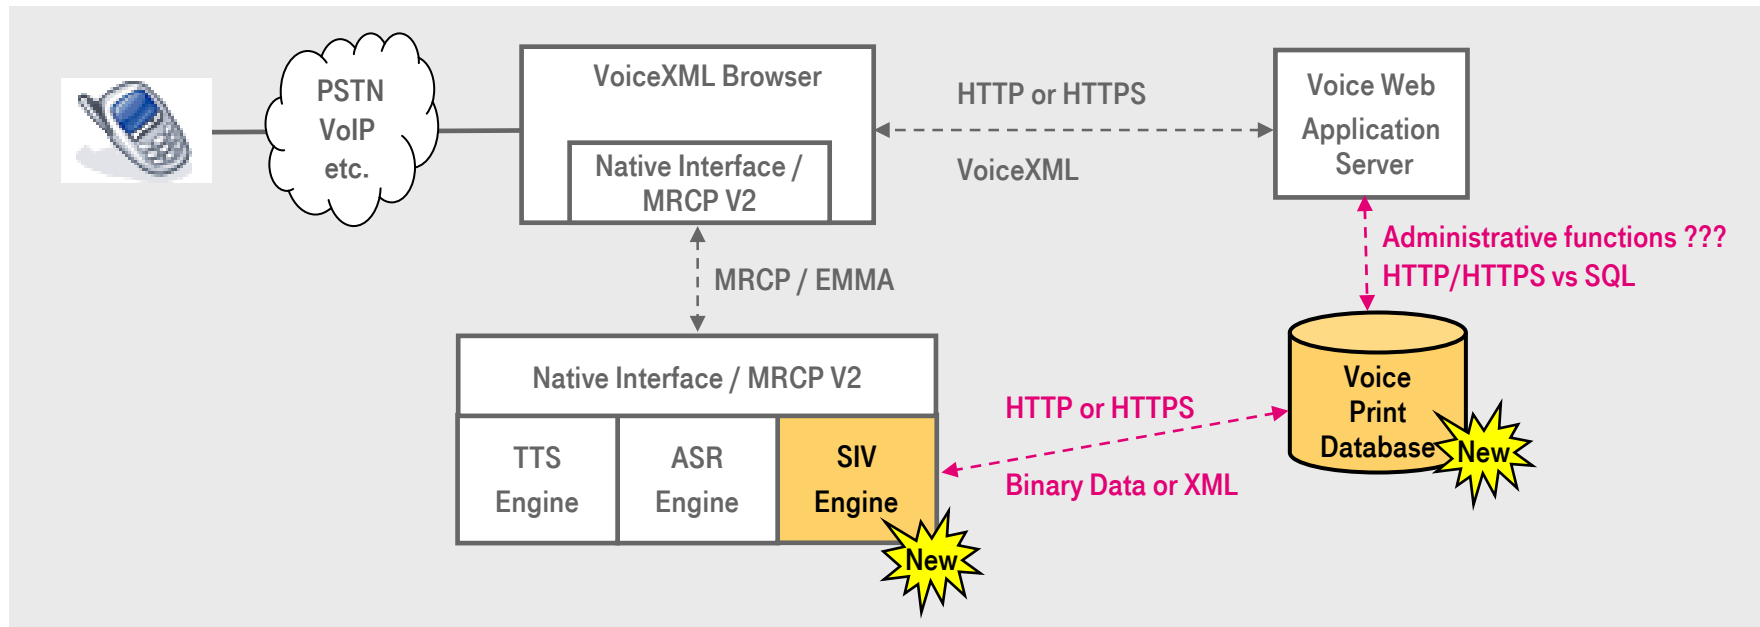 PSTN
VoIP
etc.
VoiceXML Browser
Native Interface /
MRCP V2
HTTP or HTTPS
VoiceXML
Voice Web
Application
Server
Administrative functions ???
HTTP/HTTPS vs SQL
MRCP / EMMA
Native Interface / MRCP V2
TTS
Engine
ASR
Engine
SIV
Engine
New
HTTP or HTTPS
Binary Data or XML
Voice
Print
Database
New